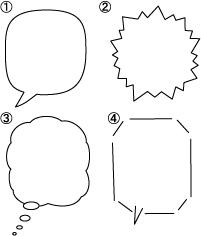 ① ②
③ ④